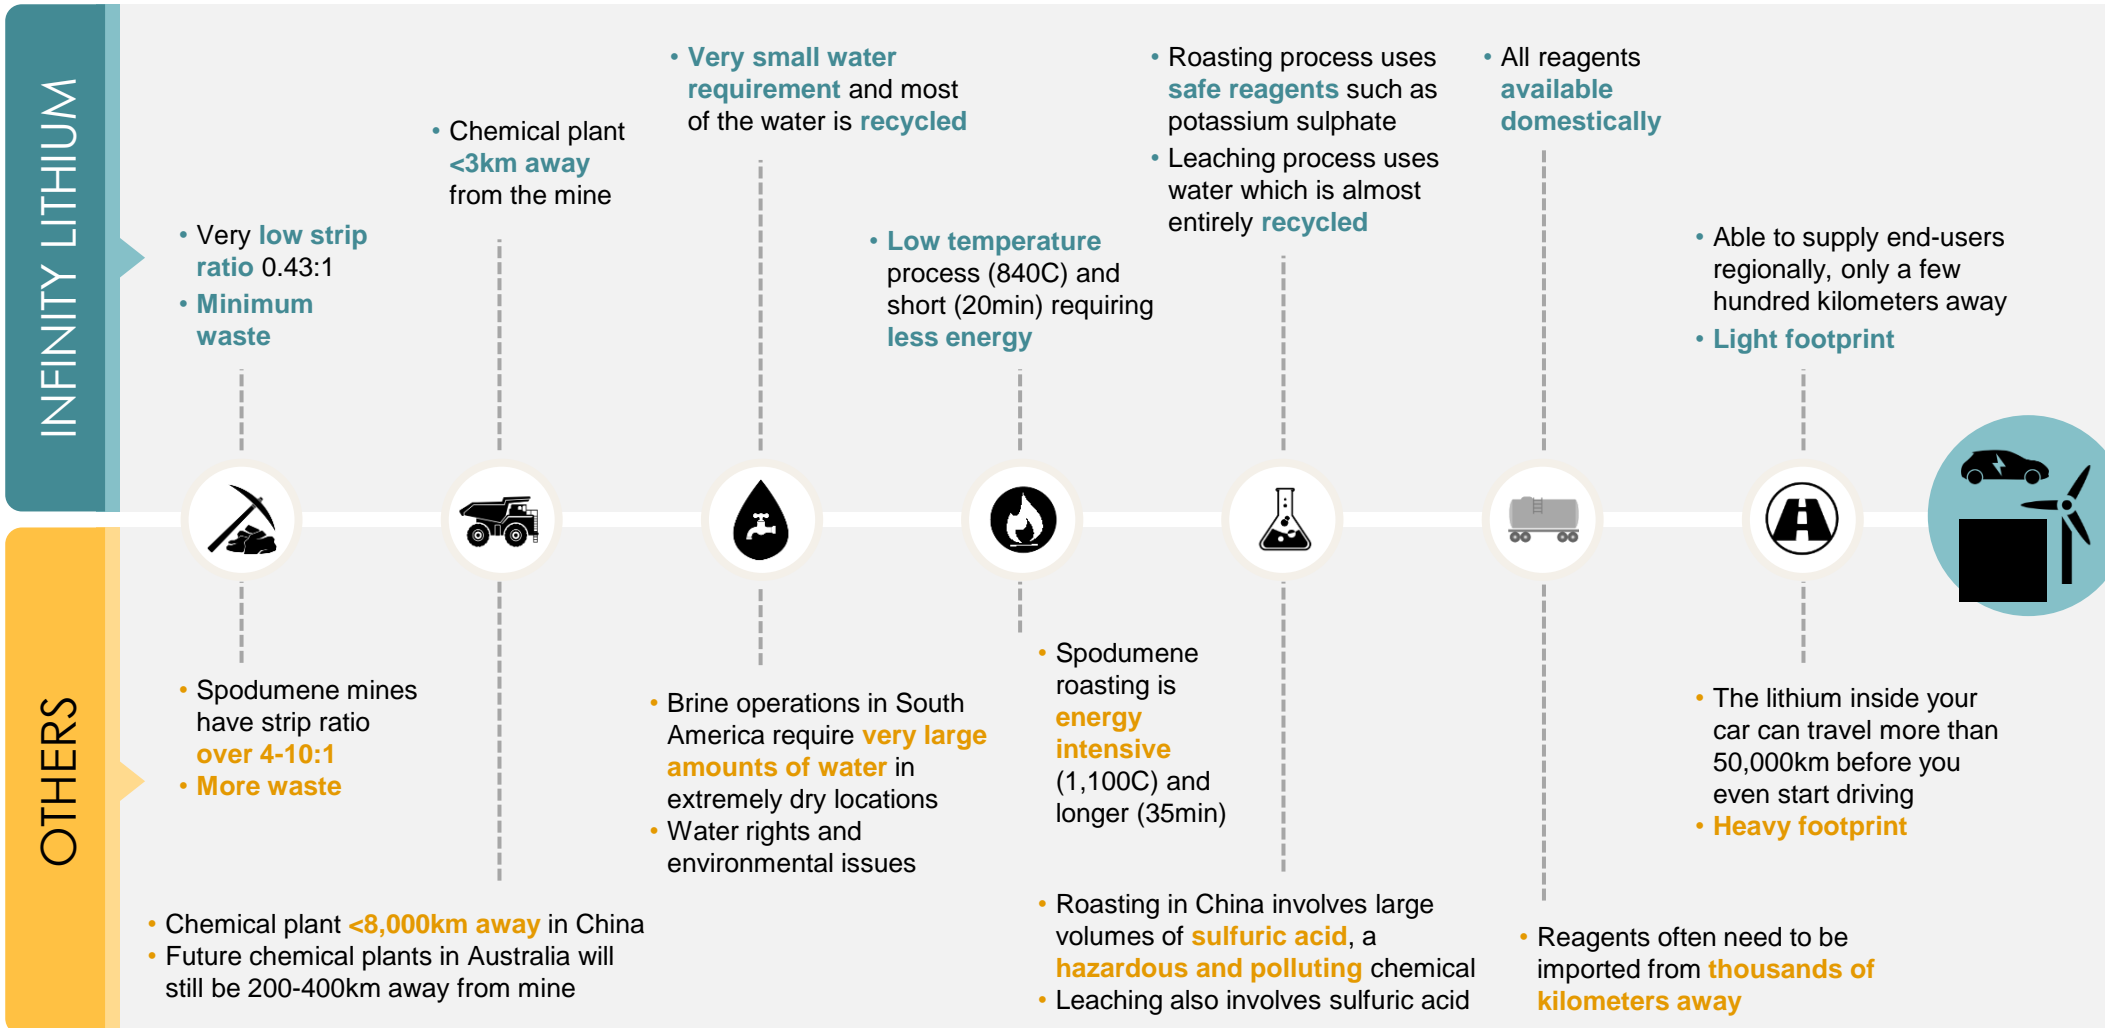 INFINITY LITHIUM
• Very low strip
ratio 0.43:1
• Minimum
waste
• Chemical plant
<3km away
from the mine
• Very small water
requirement and most
of the water is recycled
• Low temperature
process (840C) and
short (20min) requiring
less energy
• Roasting process uses
safe reagents such as
potassium sulphate
• Leaching process uses
water which is almost
entirely recycled
• All reagents
available
domestically
• Able to supply end-users
regionally, only a few
hundred kilometers away
• Light footprint
OTHERS
• Spodumene mines
have strip ratio
over 4-10:1
• More waste
• Chemical plant <8,000km away in China
• Future chemical plants in Australia will
still be 200-400km away from mine
• Brine operations in South
America require very large
amounts of water in
extremely dry locations
• Water rights and
environmental issues
• Spodumene
roasting is
energy
intensive
(1,100C) and
longer (35min)
• Roasting in China involves large
volumes of sulfuric acid, a
hazardous and polluting chemical
• Leaching also involves sulfuric acid
• Reagents often need to be
imported from thousands of
kilometers away
• The lithium inside your
car can travel more than
50,000km before you
even start driving
• Heavy footprint